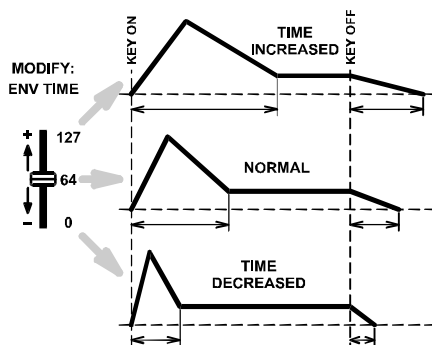 KEY ON
TIME
INCREASED
KEY OFF
MODIFY:
ENV TIME
+ 127
64
- 0
NORMAL
TIME
DECREASED